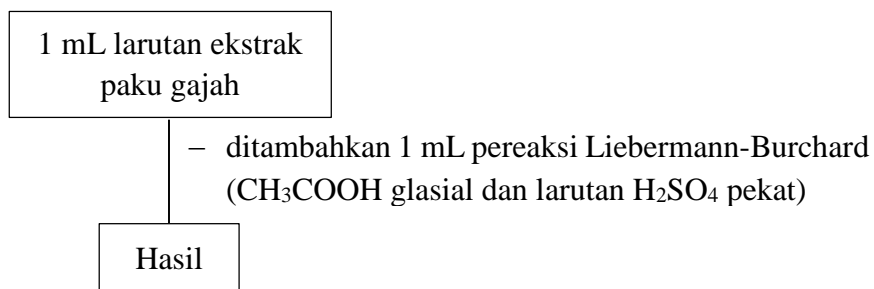 1 mL larutan ekstrak
paku gajah
– ditambahkan 1 mL pereaksi Liebermann-Burchard
(CH₃COOH glasial dan larutan H₂SO₄ pekat)
Hasil